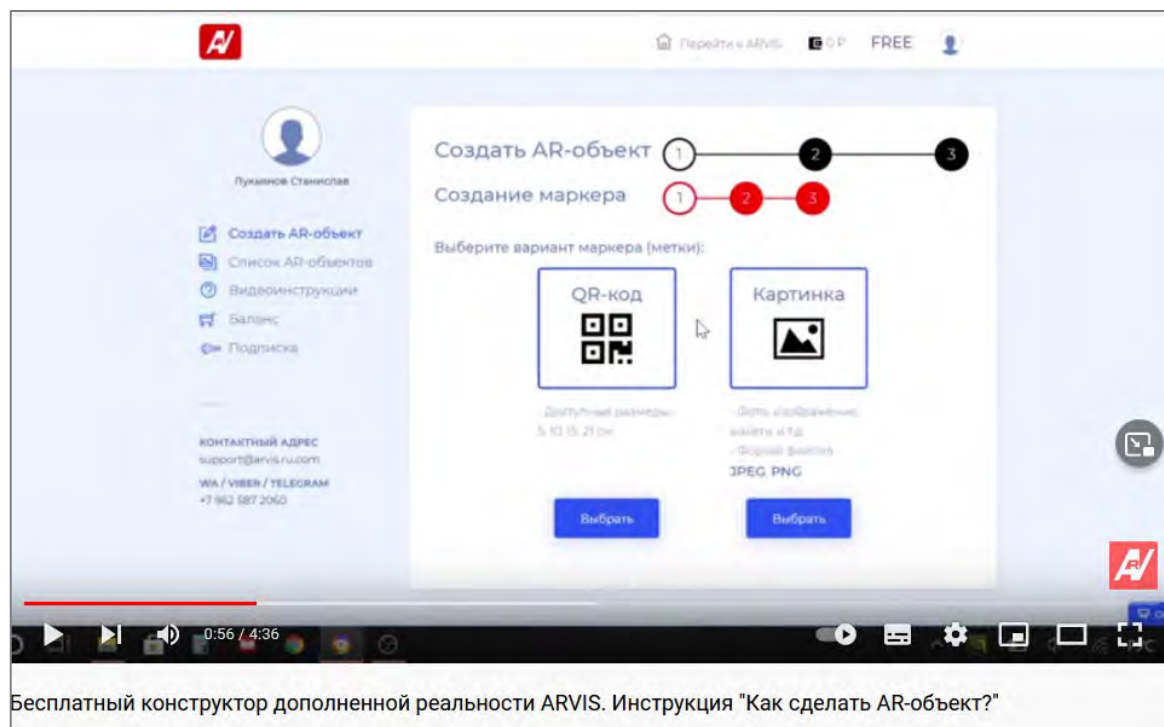 Перейти в ARVIS 0 Р FREE
Лукьянов Станислав
Создать AR-объект
Список AR-объектов
Видеоинструкции
Баланс
Подписка
КОНТАКТНЫЙ АДРЕС
support@arvis.ru.com
WA / VIBER / TELEGRAM
+7 962 587 2060
Создать AR-объект 1 2 3
Создание маркера 1 2 3
Выберите вариант маркера (метки):
QR-код
- Доступные размеры:
5, 10, 15, 21 см
Выбрать
Картинка
- Фото, изображение,
макеты и т.д.
- Формат файлов
JPEG, PNG
Выбрать
0:56 / 4:36
Бесплатный конструктор дополненной реальности ARVIS. Инструкция "Как сделать AR-объект?"